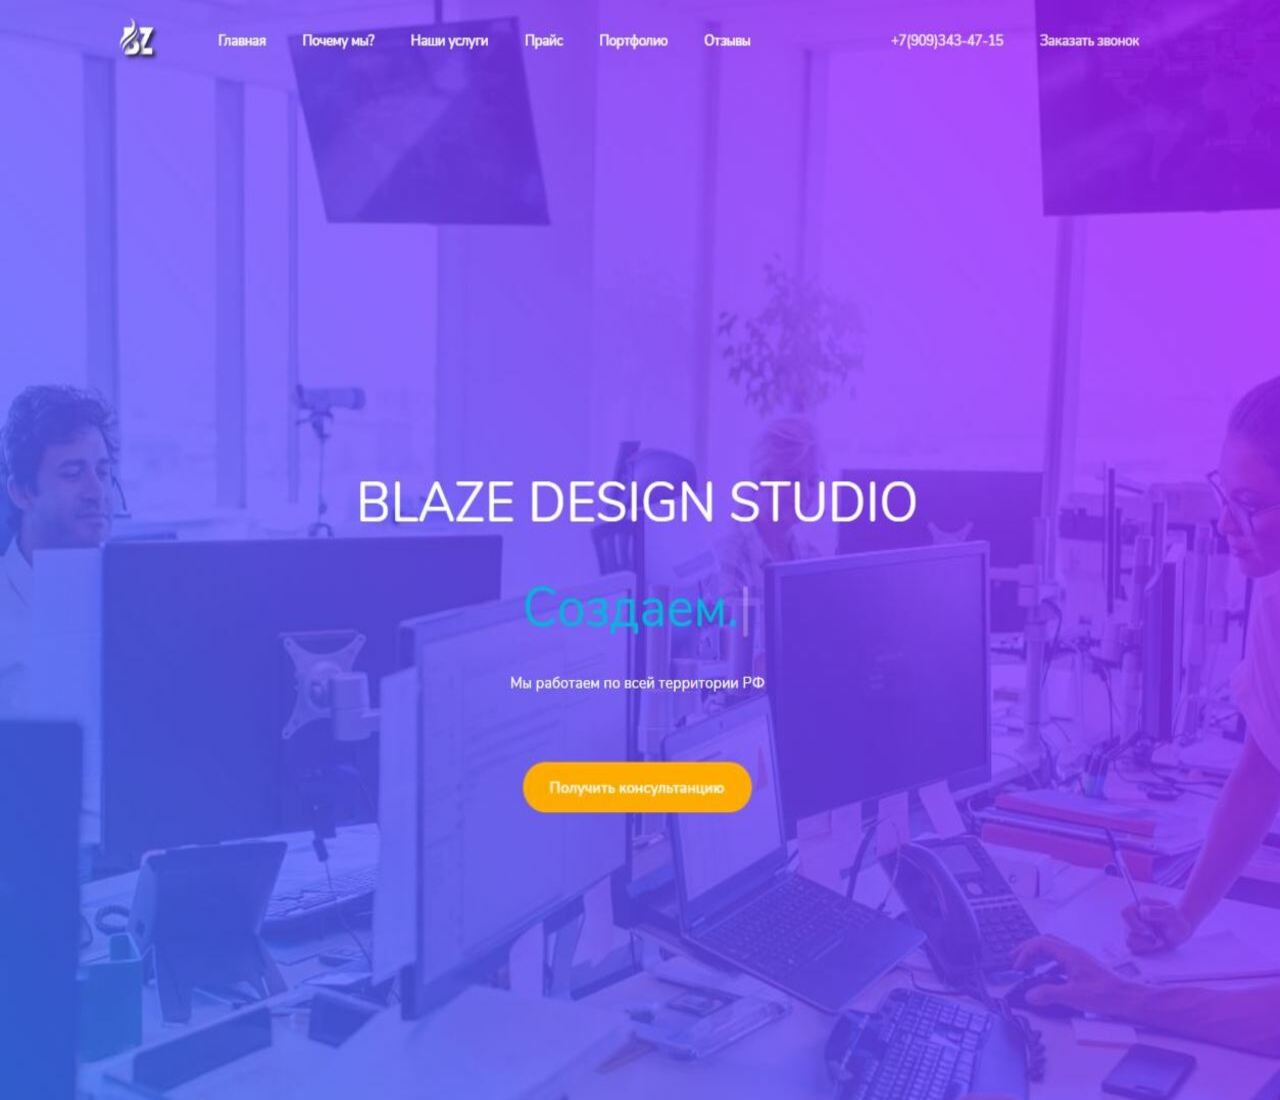 BZ
Главная Почему мы? Наши услуги Прайс Портфолио Отзывы +7(909)343-47-15 Заказать звонок
BLAZE DESIGN STUDIO
Создаем.
Мы работаем по всей территории РФ
Получить консультанцию